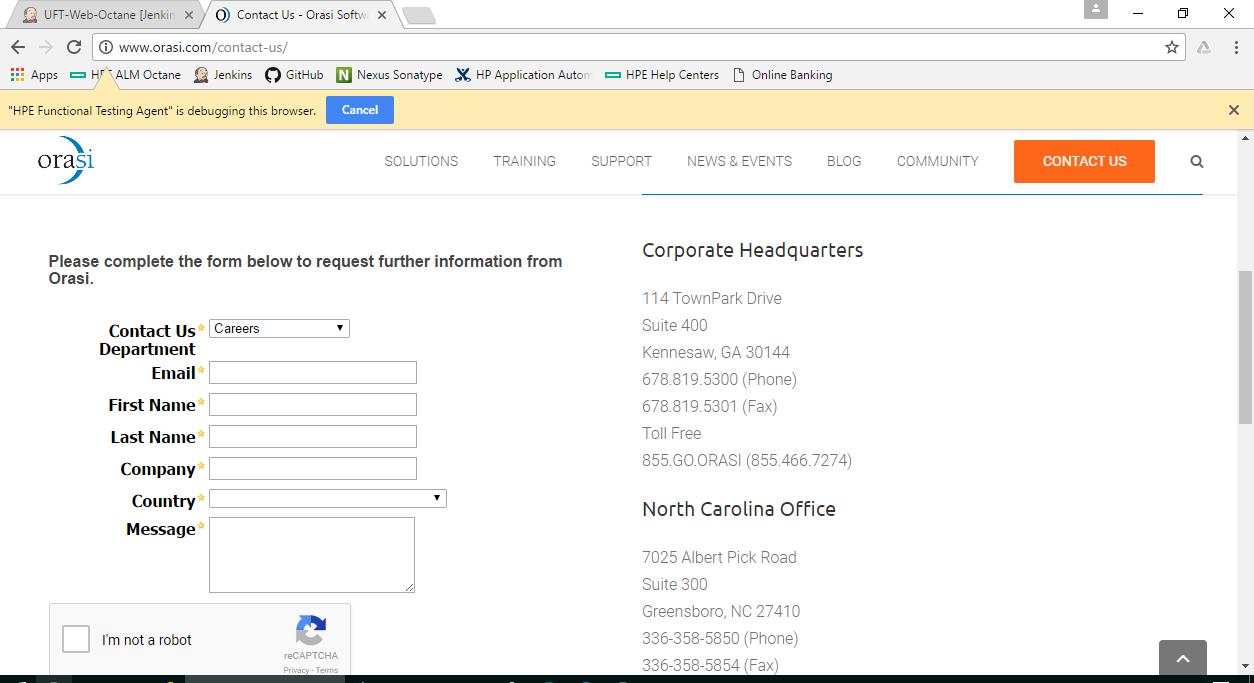 UFT-Web-Octane [Jenkin
Contact Us - Orasi Softw
www.orasi.com/contact-us/
Apps
HPE ALM Octane
Jenkins
GitHub
Nexus Sonatype
HP Application Autom
HPE Help Centers
Online Banking
"HPE Functional Testing Agent" is debugging this browser.
Cancel
orasi
SOLUTIONS
TRAINING
SUPPORT
NEWS & EVENTS
BLOG
COMMUNITY
CONTACT US
Please complete the form below to request further information from
Orasi.
Contact Us
Department
Careers
Email
First Name
Last Name
Company
Country
Message
I'm not a robot
reCAPTCHA
Privacy - Terms
Corporate Headquarters
114 TownPark Drive
Suite 400
Kennesaw, GA 30144
678.819.5300 (Phone)
678.819.5301 (Fax)
Toll Free
855.GO.ORASI (855.466.7274)
North Carolina Office
7025 Albert Pick Road
Suite 300
Greensboro, NC 27410
336-358-5850 (Phone)
336-358-5854 (Fax)